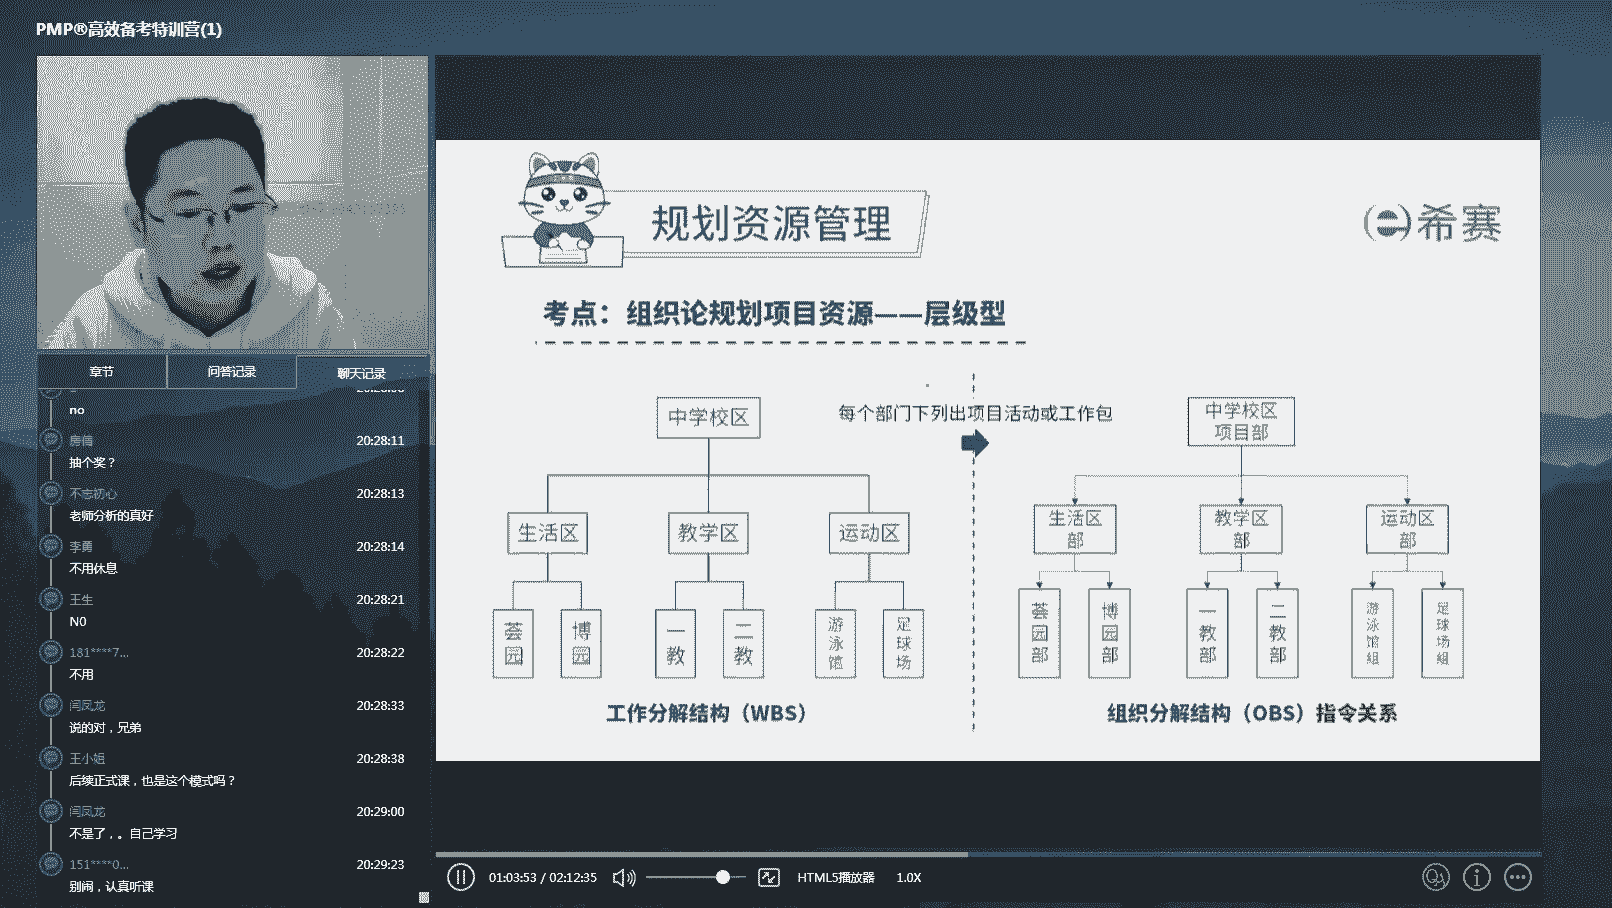 PMP®高效备考特训营(1)
章节
问答记录
聊天记录
no
房倩
20:28:11
抽个奖？
不忘初心
20:28:13
老师分析的真好
李勇
20:28:14
不用休息
王生
20:28:21
N0
181****7...
20:28:22
不用
闫凤龙
20:28:33
说的对，兄弟
王小姐
20:28:38
后续正式课，也是这个模式吗？
闫凤龙
20:29:00
不是了，。自己学习
151****0...
20:29:23
别闹，认真听课
规划资源管理
希赛
考点：组织论规划项目资源——层级型
中学校区
生活区
教学区
运动区
荟园
博园
一教
二教
游泳馆
足球场
工作分解结构（WBS）
每个部门下列出项目活动或工作包
中学校区
项目部
生活区
部
教学区
部
运动区
部
荟园部
博园部
一教部
二教部
游泳馆組
足球场組
组织分解结构（OBS）指令关系
01:03:53 / 02:12:35
HTML5播放器
1.0X